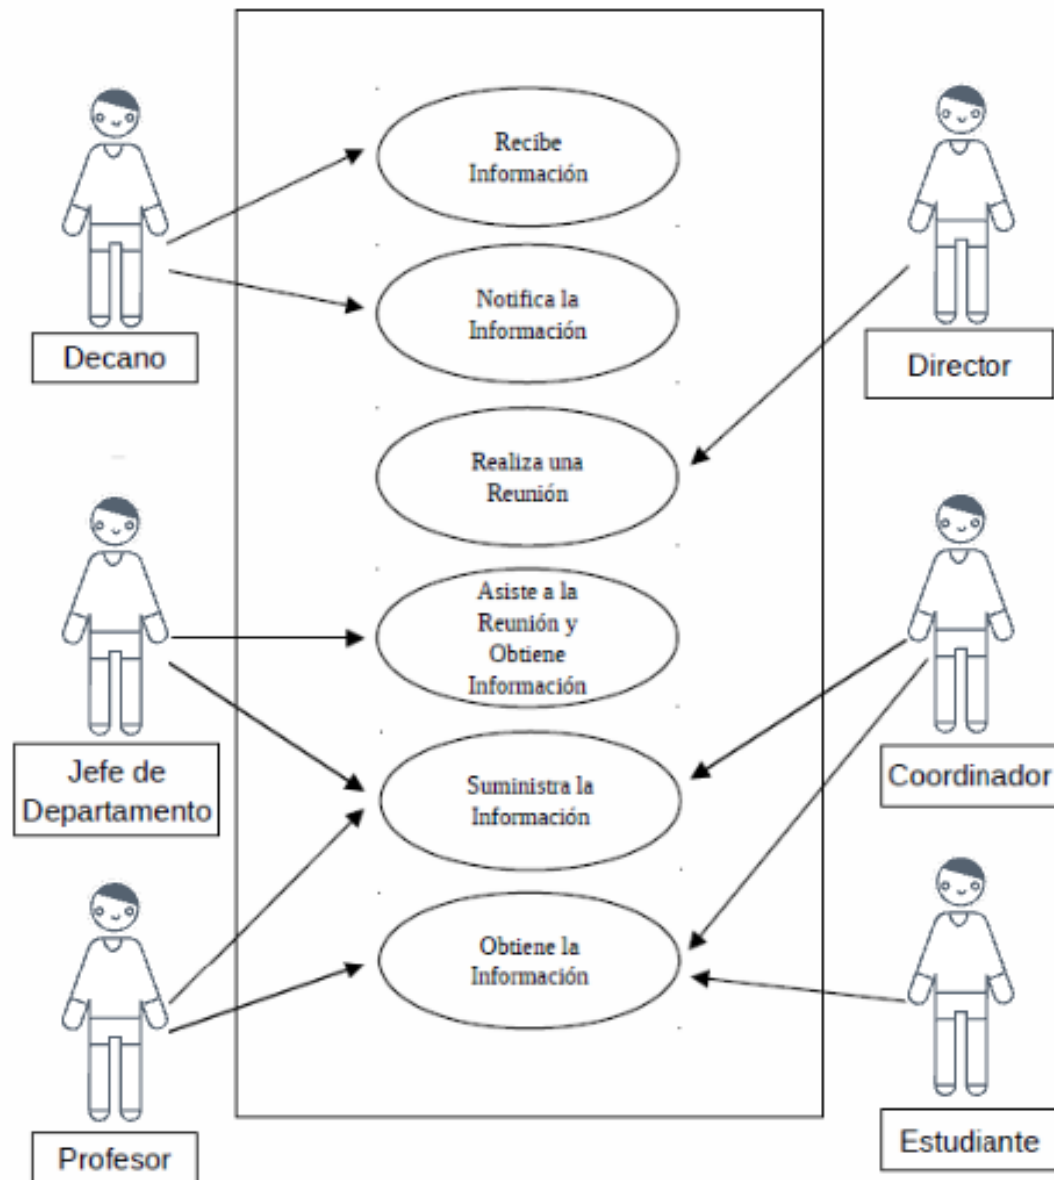 Recibe
Información
Notifica la
Información
Decano
Director
Realiza una
Reunión
Asiste a la
Reunión y
Obtiene
Información
Jefe de
Departamento
Coordinador
Suministra la
Información
Obtiene la
Información
Profesor
Estudiante